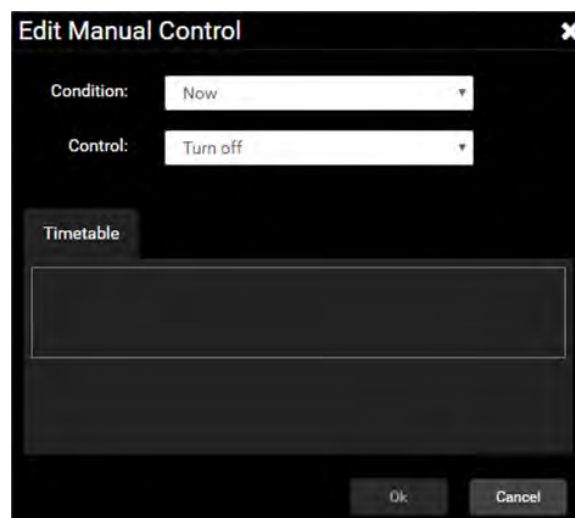 Edit Manual Control
Condition: Now
Control: Turn off
Timetable
Ok Cancel